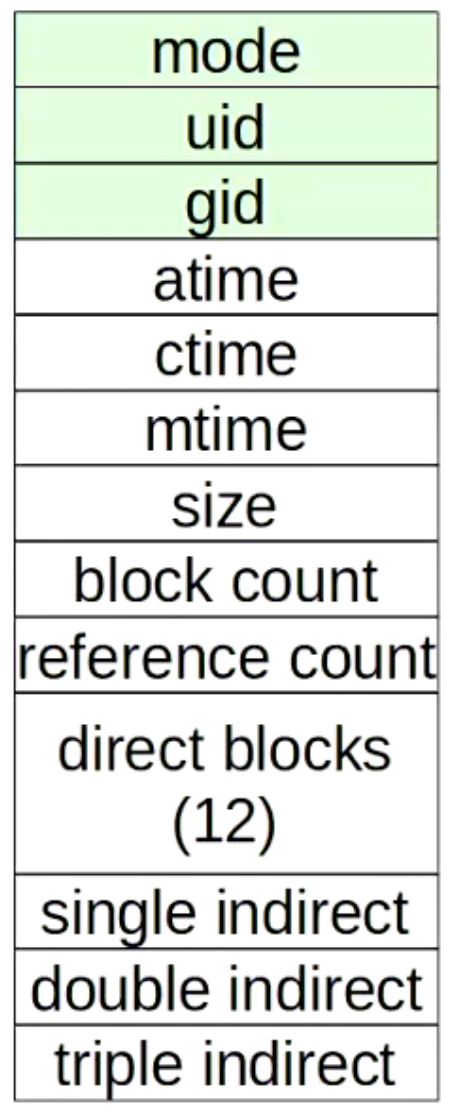 mode
uid
gid
atime
ctime
mtime
size
block count
reference count
direct blocks
(12)
single indirect
double indirect
triple indirect